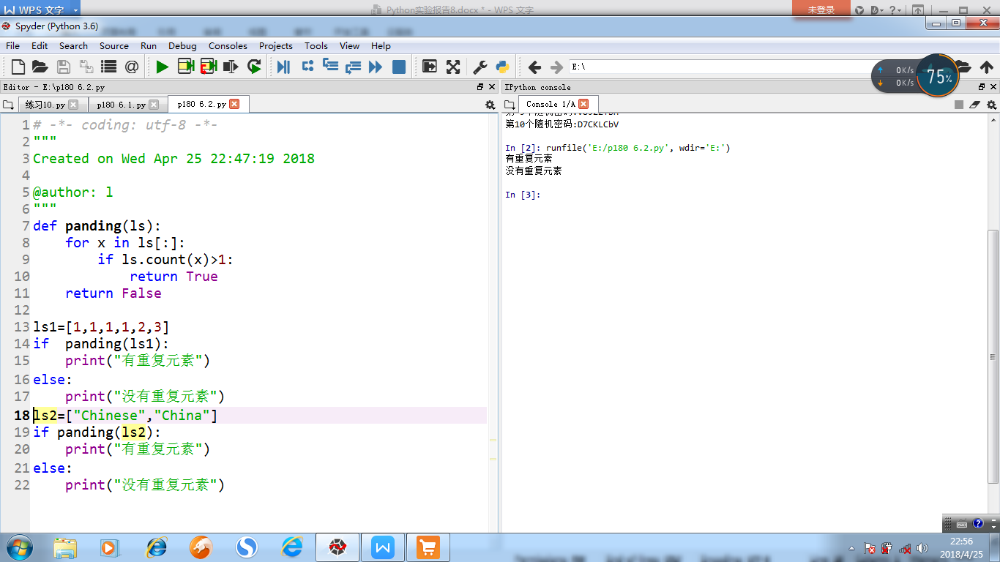 WPS 文字
Python实验报告8.docx * - WPS 文字
未登录
Spyder (Python 3.6)
File Edit Search Source Run Debug Consoles Projects Tools View Help
E:\
0K/s
0K/s
75%
Editor - E:\p180 6.2.py
练习10.py
p180 6.1.py
p180 6.2.py
1 # -*- coding: utf-8 -*-
2 """
3 Created on Wed Apr 25 22:47:19 2018
4
5 @author: l
6 """
7 def panding(ls):
8     for x in ls[:]:
9         if ls.count(x)>1:
10             return True
11     return False
12
13 ls1=[1,1,1,1,2,3]
14 if  panding(ls1):
15     print("有重复元素")
16 else:
17     print("没有重复元素")
18 ls2=["Chinese","China"]
19 if panding(ls2):
20     print("有重复元素")
21 else:
22     print("没有重复元素")
IPython console
Console 1/A
第10个随机密码:D7CKLCbV
In [2]: runfile('E:/p180 6.2.py', wdir='E:')
有重复元素
没有重复元素
In [3]:
22:56
2018/4/25